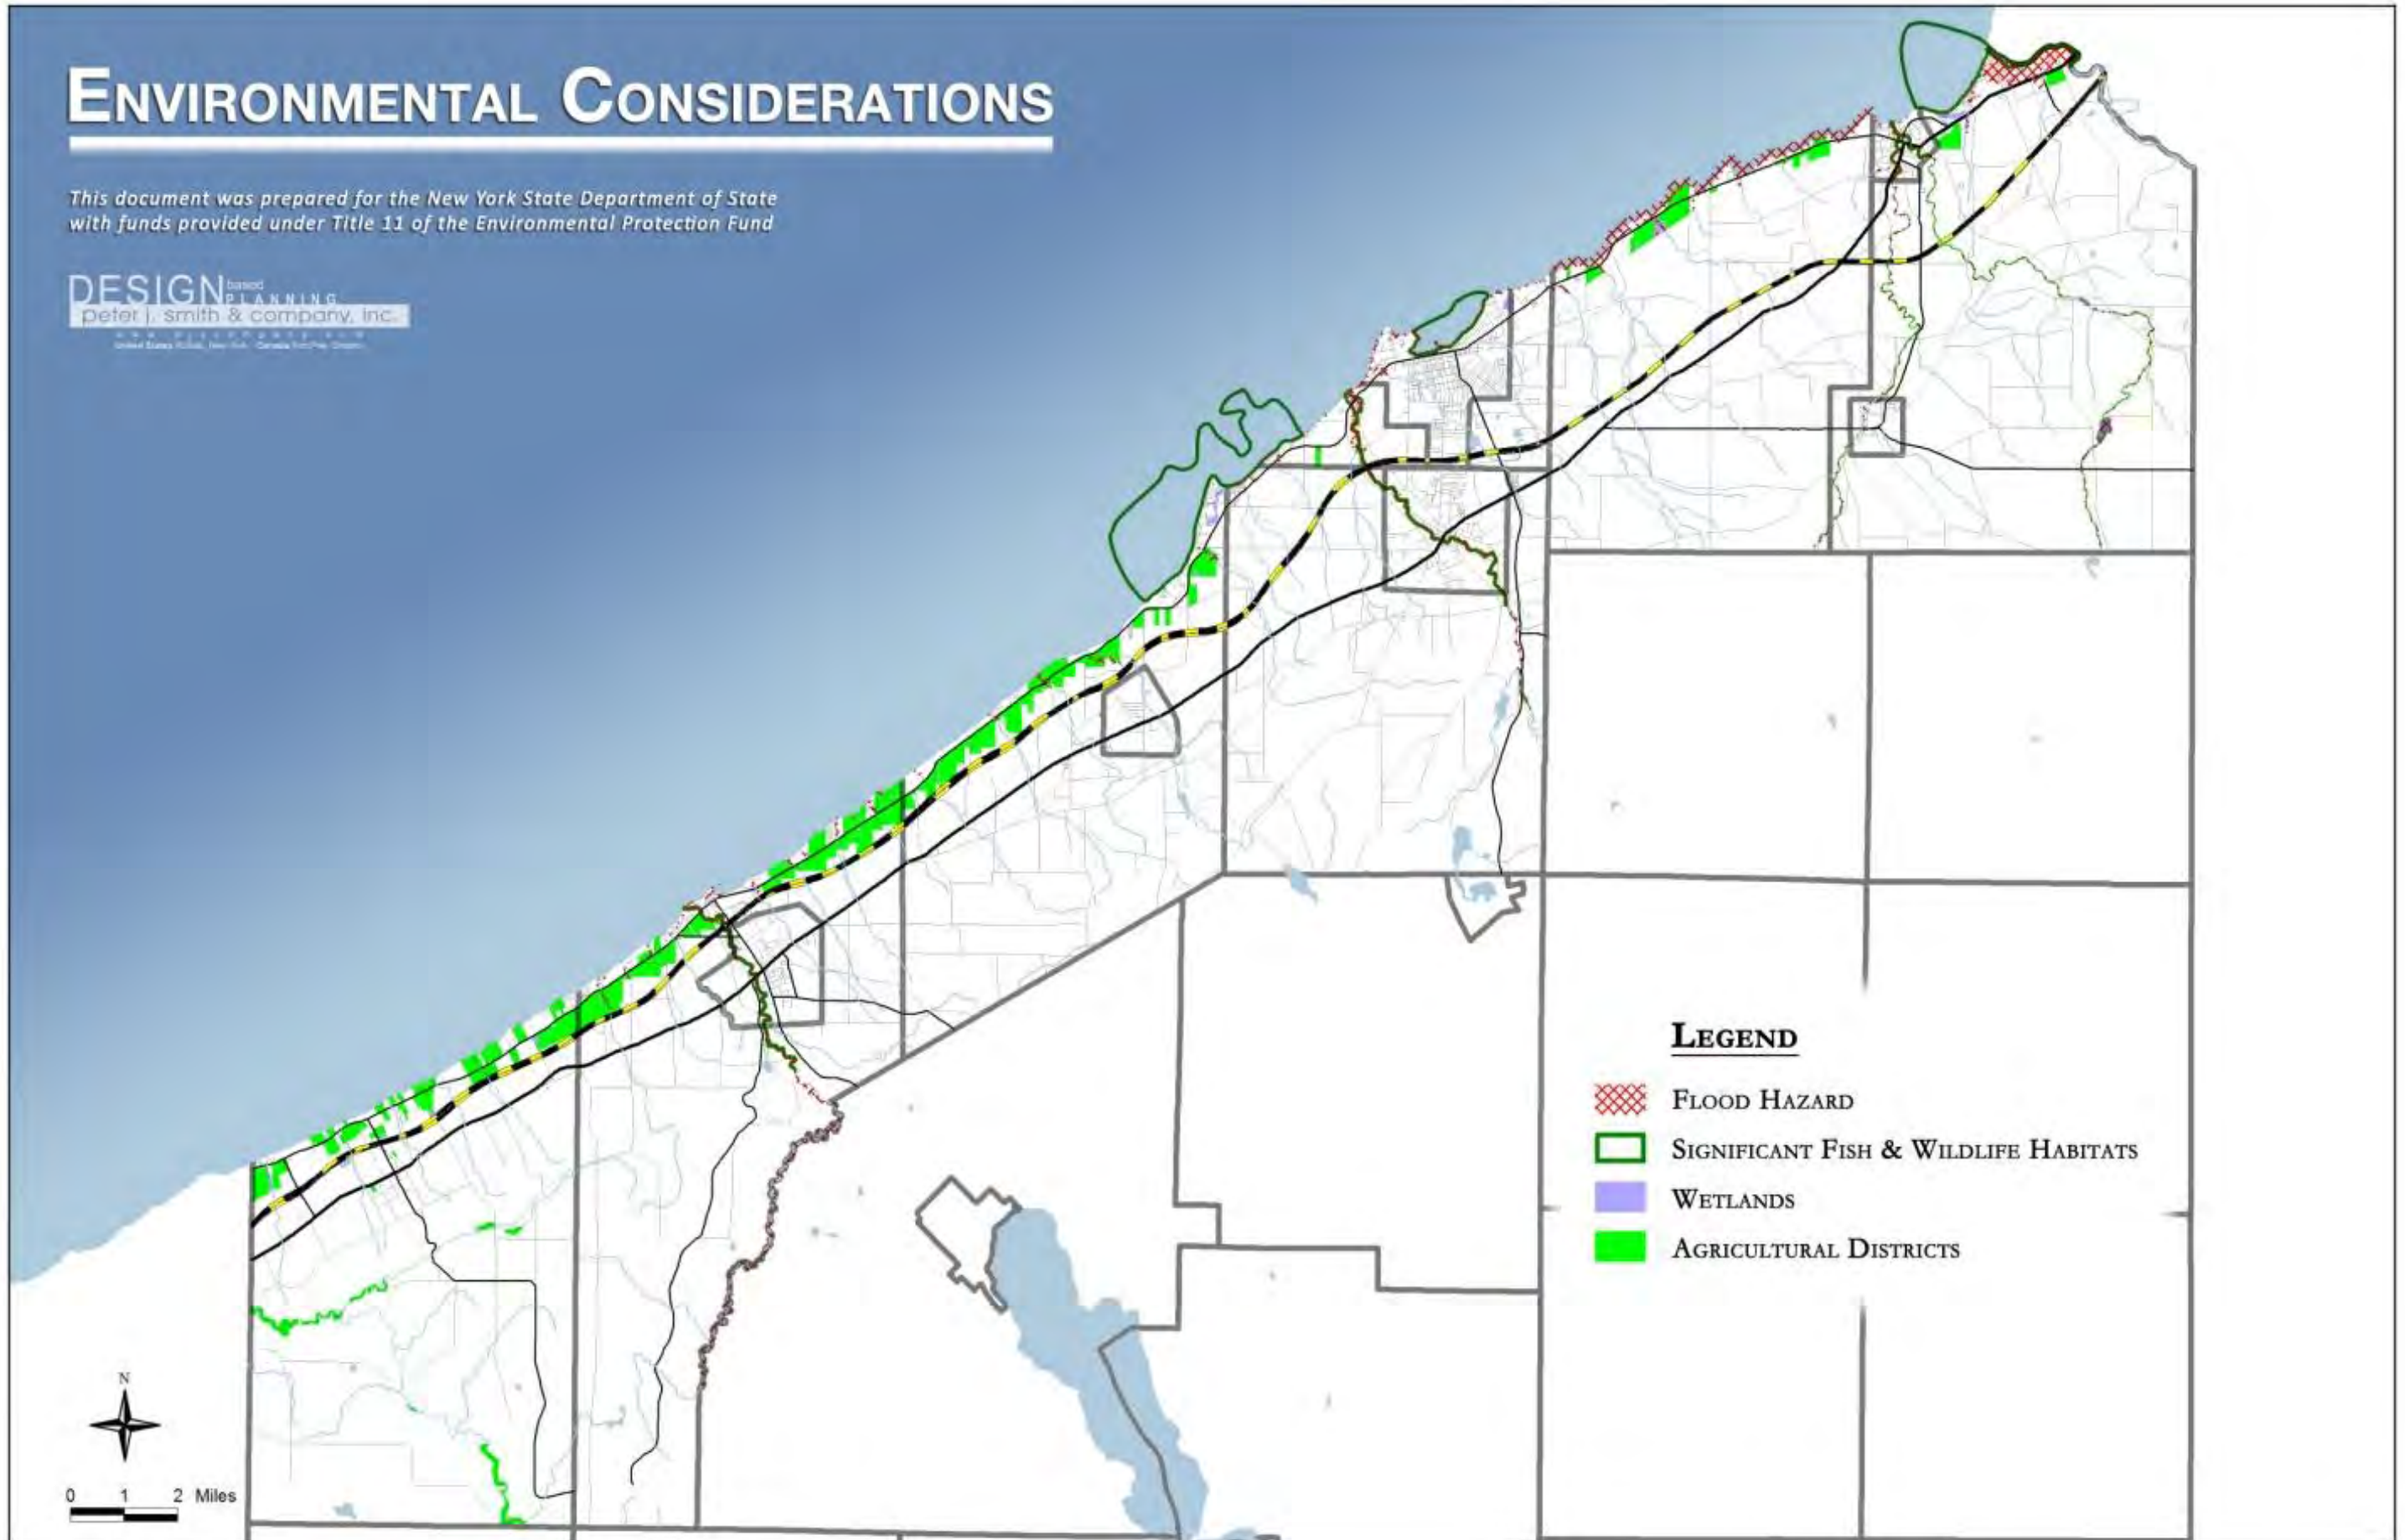 ENVIRONMENTAL CONSIDERATIONS
This document was prepared for the New York State Department of State
with funds provided under Title 11 of the Environmental Protection Fund
DESIGN based
PLANNING
peter j. smith & company, inc.
LEGEND
FLOOD HAZARD
SIGNIFICANT FISH & WILDLIFE HABITATS
WETLANDS
AGRICULTURAL DISTRICTS
N
0 1 2 Miles